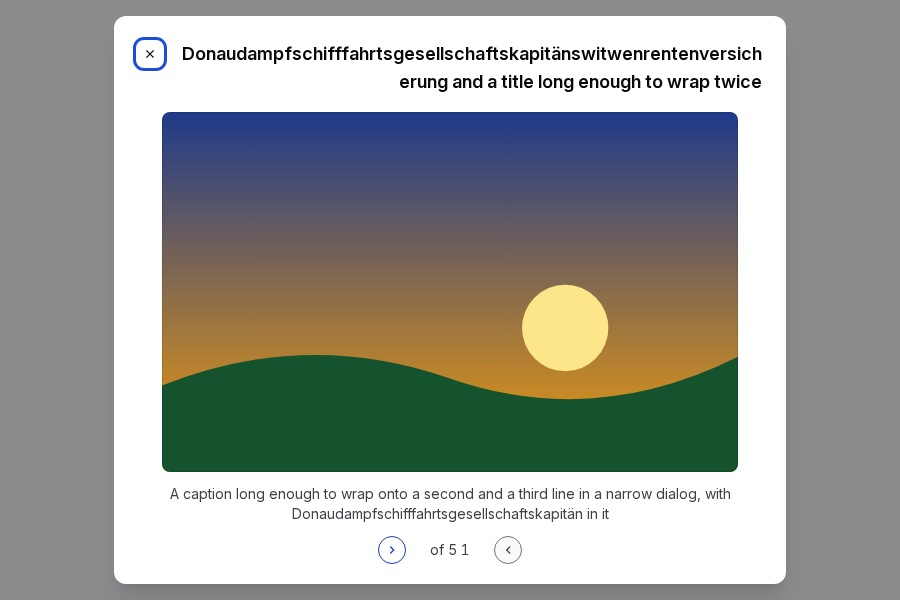 Donaudampfschifffahrtsgesellschaftskapitänswitwenrentenversich
erung and a title long enough to wrap twice
A caption long enough to wrap onto a second and a third line in a narrow dialog, with
Donaudampfschifffahrtsgesellschaftskapitän in it
of 5 1